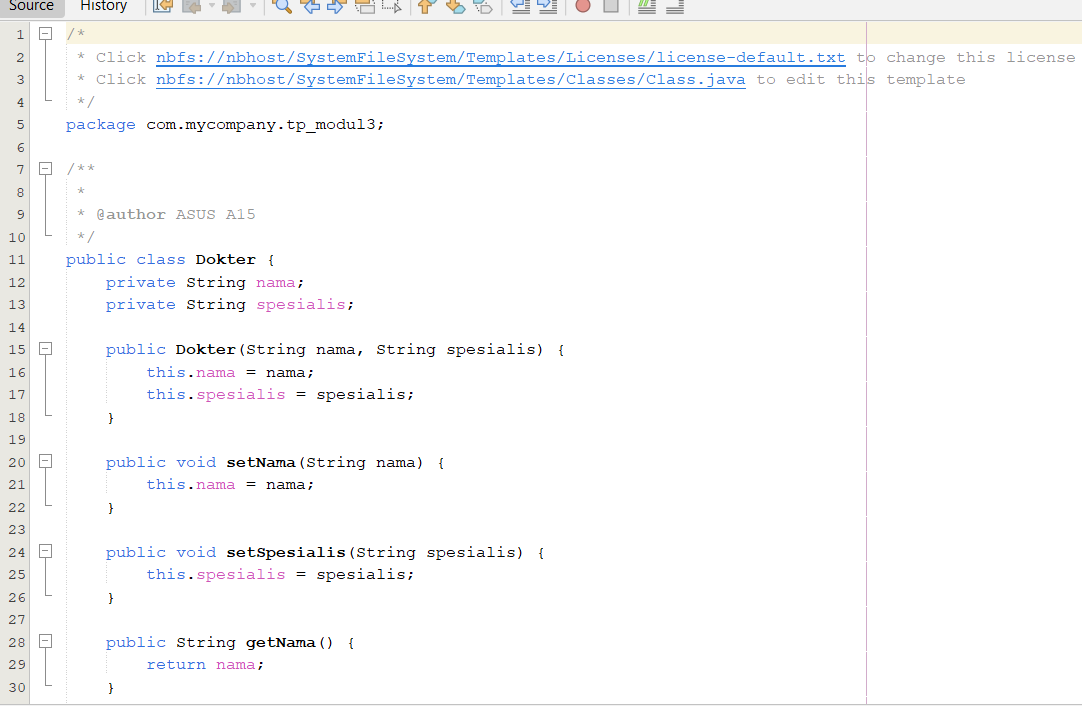 Source History
1 /*
2 * Click nbfs://nbhost/SystemFileSystem/Templates/Licenses/license-default.txt to change this license
3 * Click nbfs://nbhost/SystemFileSystem/Templates/Classes/Class.java to edit this template
4 */
5 package com.mycompany.tp_modul3;
6
7 /**
8 *
9 * @author ASUS A15
10 */
11 public class Dokter {
12 private String nama;
13 private String spesialis;
14
15 public Dokter(String nama, String spesialis) {
16 this.nama = nama;
17 this.spesialis = spesialis;
18 }
19
20 public void setNama(String nama) {
21 this.nama = nama;
22 }
23
24 public void setSpesialis(String spesialis) {
25 this.spesialis = spesialis;
26 }
27
28 public String getNama() {
29 return nama;
30 }